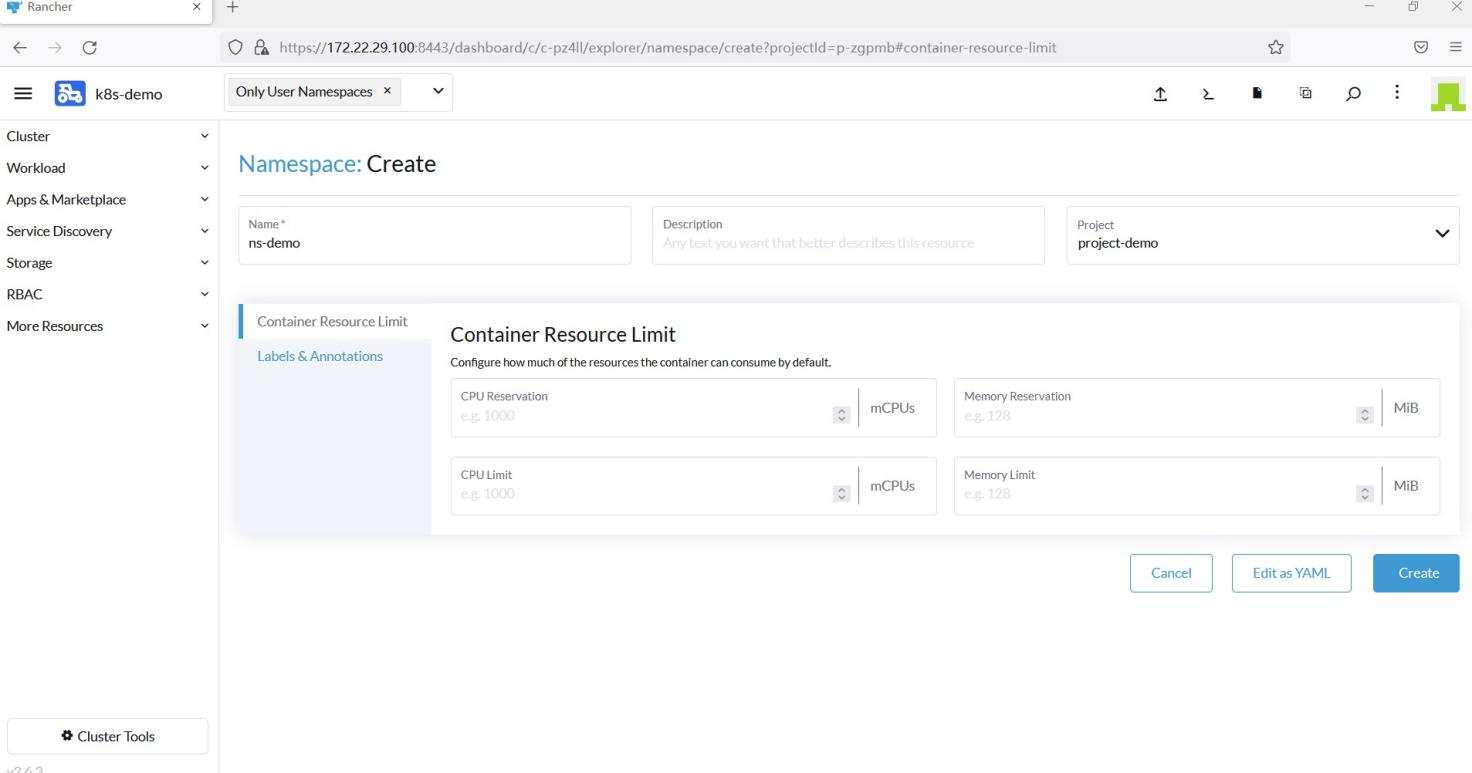 Rancher
https://172.22.29.100:8443/dashboard/c/c-pz4ll/explorer/namespace/create?projectId=p-zgpmb#container-resource-limit
k8s-demo
Only User Namespaces ×
Cluster
Workload
Apps & Marketplace
Service Discovery
Storage
RBAC
More Resources
Namespace: Create
Name *
ns-demo
Description
Any text you want that better describes this resource
Project
project-demo
Container Resource Limit
Labels & Annotations
Container Resource Limit
Configure how much of the resources the container can consume by default.
CPU Reservation
e.g. 1000
mCPUs
Memory Reservation
e.g. 128
MiB
CPU Limit
e.g. 1000
mCPUs
Memory Limit
e.g. 128
MiB
Cancel
Edit as YAML
Create
Cluster Tools